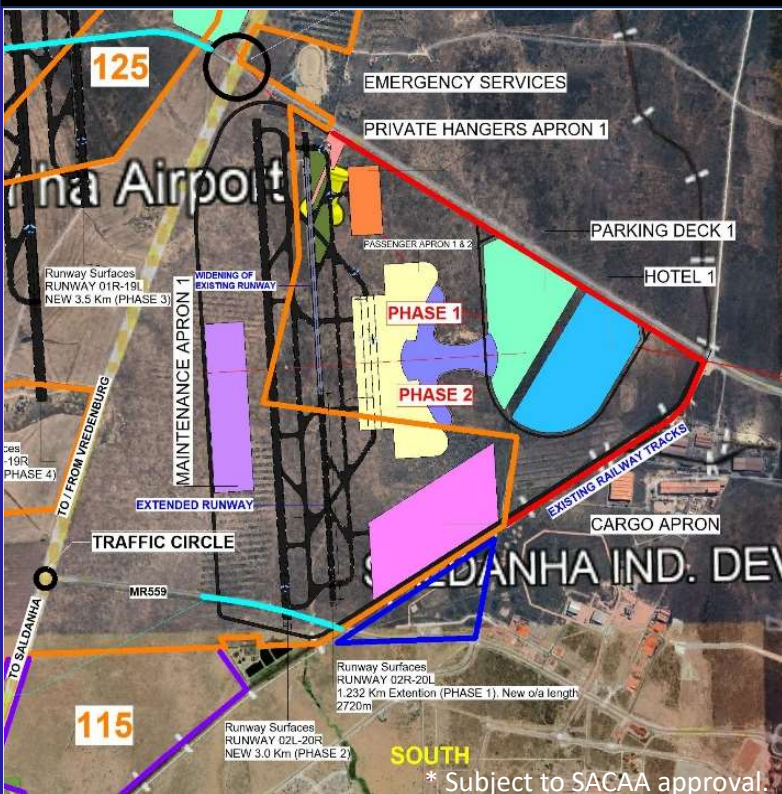 125
EMERGENCY SERVICES
PRIVATE HANGERS APRON 1
ha Airport
PARKING DECK 1
PASSENGER APRON 1 & 2
HOTEL 1
Runway Surfaces
RUNWAY 01R-19L
NEW 3.5 Km (PHASE 3)
WIDENING OF
EXISTING RUNWAY
MAINTENANCE APRON 1
PHASE 1
PHASE 2
TO / FROM VREDENBURG
ces
-19R
PHASE 4)
EXTENDED RUNWAY
EXISTING RAILWAY TRACKS
CARGO APRON
TRAFFIC CIRCLE
SALDANHA IND. DEV
MR559
TO SALDANHA
Runway Surfaces
RUNWAY 02R-20L
1.232 Km Extention (PHASE 1). New o/a length
2720m
115
Runway Surfaces
RUNWAY 02L-20R
NEW 3.0 Km (PHASE 2)
SOUTH
* Subject to SACAA approval.